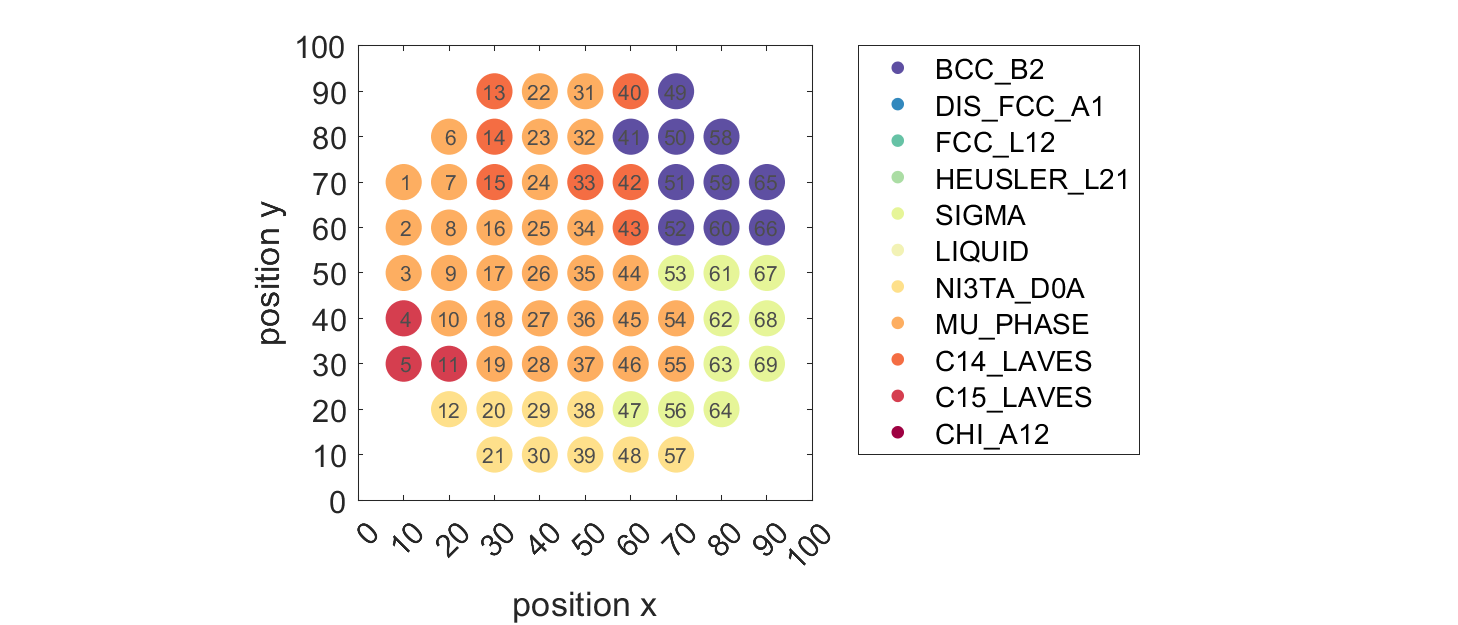 100
90
80
70
60
50
40
30
20
10
0
position y
13 22 31 40 49
6 14 23 32 41 50 58
1 7 15 24 33 42 51 59 65
2 8 16 25 34 43 52 60 66
3 9 17 26 35 44 53 61 67
4 10 18 27 36 45 54 62 68
5 11 19 28 37 46 55 63 69
12 20 29 38 47 56 64
21 30 39 48 57
0 10 20 30 40 50 60 70 80 90 100
position x
BCC_B2
DIS_FCC_A1
FCC_L12
HEUSLER_L21
SIGMA
LIQUID
NI3TA_D0A
MU_PHASE
C14_LAVES
C15_LAVES
CHI_A12